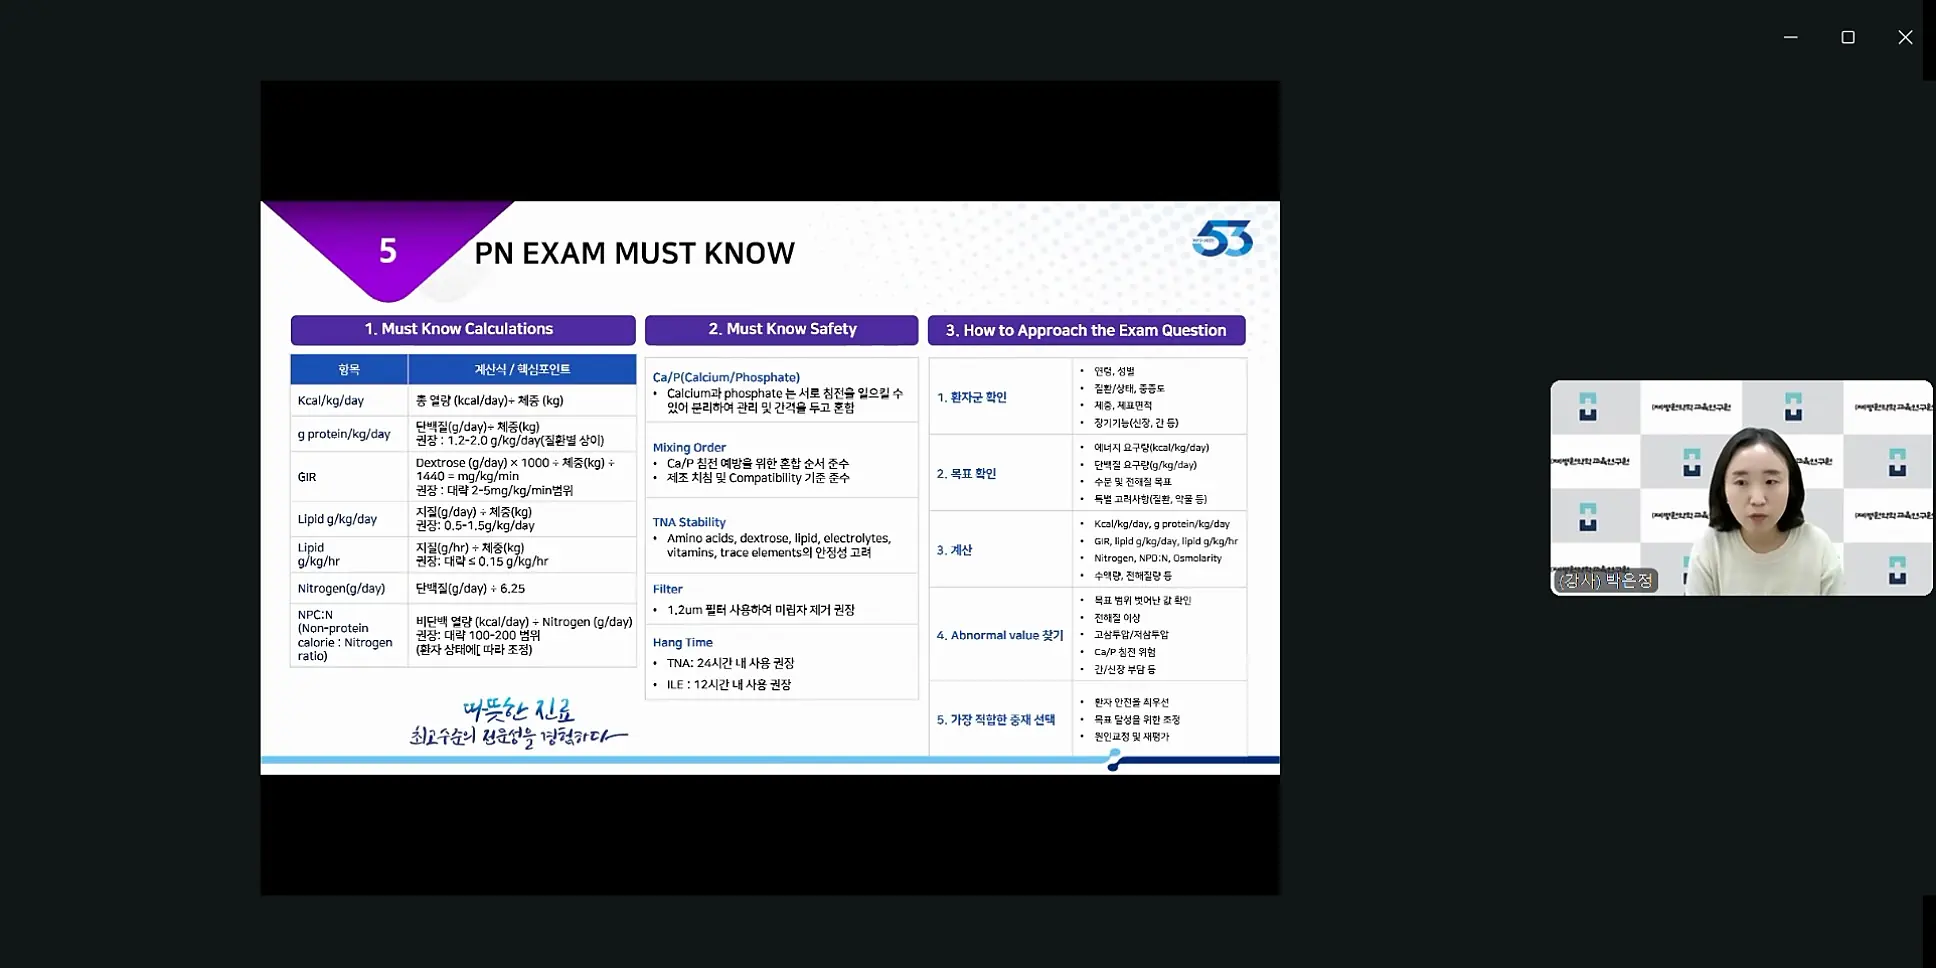 5
PN EXAM MUST KNOW
53
1. Must Know Calculations
항목
계산식 / 핵심포인트
Kcal/kg/day
총 열량 (kcal/day)÷ 체중 (kg)
g protein/kg/day
단백질(g/day)÷ 체중(kg)
권장 : 1.2-2.0 g/kg/day(질환별 상이)
GIR
Dextrose (g/day) × 1000 ÷ 체중(kg) ÷
1440 = mg/kg/min
권장 : 대략 2-5mg/kg/min범위
Lipid g/kg/day
지질(g/day) ÷ 체중(kg)
권장: 0.5-1.5g/kg/day
Lipid
g/kg/hr
지질(g/hr) ÷ 체중(kg)
권장: 대략 ≤ 0.15 g/kg/hr
Nitrogen(g/day)
단백질(g/day) ÷ 6.25
NPC:N
(Non-protein
calorie : Nitrogen
ratio)
비단백 열량 (kcal/day) ÷ Nitrogen (g/day)
권장: 대략 100-200 범위
(환자 상태에[ 따라 조정)
따뜻한 진료
최고수준의 전문성을 경험하다
2. Must Know Safety
Ca/P(Calcium/Phosphate)
• Calcium과 phosphate 는 서로 침전을 일으킬 수
있어 분리하여 관리 및 간격을 두고 혼합
Mixing Order
• Ca/P 침전 예방을 위한 혼합 순서 준수
• 제조 지침 및 Compatibility 기준 준수
TNA Stability
• Amino acids, dextrose, lipid, electrolytes,
vitamins, trace elements의 안정성 고려
Filter
• 1.2um 필터 사용하여 미립자 제거 권장
Hang Time
• TNA: 24시간 내 사용 권장
• ILE : 12시간 내 사용 권장
3. How to Approach the Exam Question
1. 환자군 확인
• 연령, 성별
• 질환/상태, 중증도
• 체중, 체표면적
• 장기기능(신장, 간 등)
2. 목표 확인
• 에너지 요구량(kcal/kg/day)
• 단백질 요구량(g/kg/day)
• 수분 및 전해질 목표
• 특별 고려사항(질환, 약물 등)
3. 계산
• Kcal/kg/day, g protein/kg/day
• GIR, lipid g/kg/day, lipid g/kg/hr
• Nitrogen, NPD:N, Osmolarity
• 수액량, 전해질량 등
4. Abnormal value 찾기
• 목표 범위 벗어난 값 확인
• 전해질 이상
• 고삼투압/저삼투압
• Ca/P 침전 위험
• 간/신장 부담 등
5. 가장 적합한 중재 선택
• 환자 안전을 최우선
• 목표 달성을 위한 조정
• 원인교정 및 재평가
(재)병원약학교육연구원
(강사) 박은정